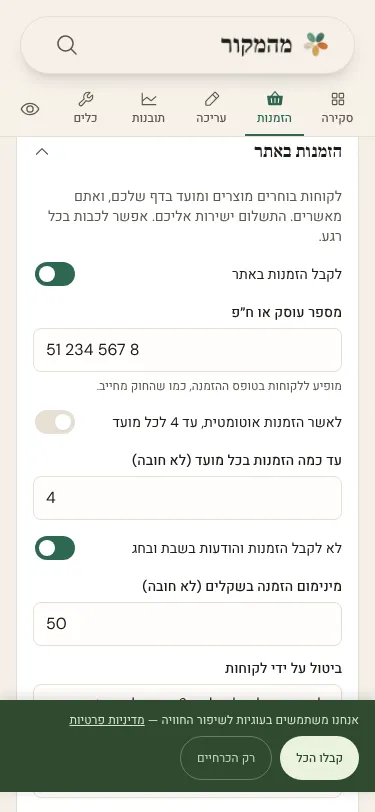 מהמקור
סקירה
הזמנות
עריכה
תובנות
כלים
הזמנות באתר
לקוחות בוחרים מוצרים ומועד בדף שלכם, ואתם
מאשרים. התשלום ישירות אליכם. אפשר לכבות בכל
רגע.
לקבל הזמנות באתר
מספר עוסק או ח״פ
51 234 567 8
מופיע ללקוחות בטופס ההזמנה, כמו שהחוק מחייב.
לאשר הזמנות אוטומטית, עד 4 לכל מועד
עד כמה הזמנות בכל מועד (לא חובה)
4
לא לקבל הזמנות והודעות בשבת ובחג
מינימום הזמנה בשקלים (לא חובה)
50
ביטול על ידי לקוחות
אנחנו משתמשים בעוגיות לשיפור החוויה — מדיניות פרטיות
קבלו הכל
רק הכרחיים